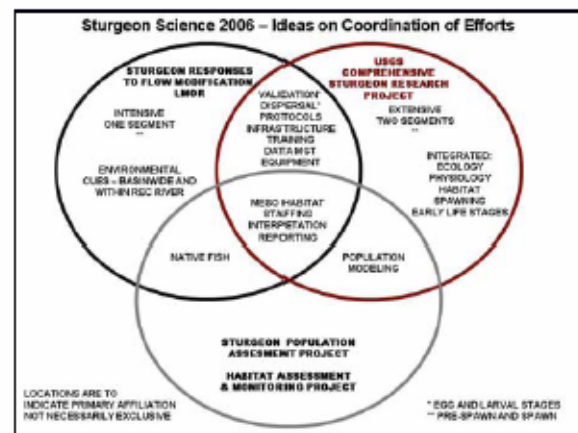 Sturgeon Science 2006 – Ideas on Coordination of Efforts
STURGEON RESPONSES
TO FLOW MODIFICATION
LMOR
INTENSIVE
ONE SEGMENT
**
ENVIRONMENTAL
CUES – BASINWIDE AND
WITHIN REC RIVER
VALIDATION*
DISPERSAL*
PROTOCOLS
INFRASTRUCTURE
TRAINING
DATA MGT
EQUIPMENT
USGS
COMPREHENSIVE
STURGEON RESEARCH
PROJECT
EXTENSIVE
TWO SEGMENTS
**
INTEGRATED:
ECOLOGY
PHYSIOLOGY
HABITAT
SPAWNING
EARLY LIFE STAGES
MESO HABITAT
STAFFING
INTERPRETATION
REPORTING
NATIVE FISH
POPULATION
MODELING
STURGEON POPULATION
ASSESMENT PROJECT
HABITAT ASSESSMENT
& MONITORING PROJECT
LOCATIONS ARE TO
INDICATE PRIMARY AFFILIATION
NOT NECESSARILY EXCLUSIVE
* EGG AND LARVAL STAGES
** PRE-SPAWN AND SPAWN